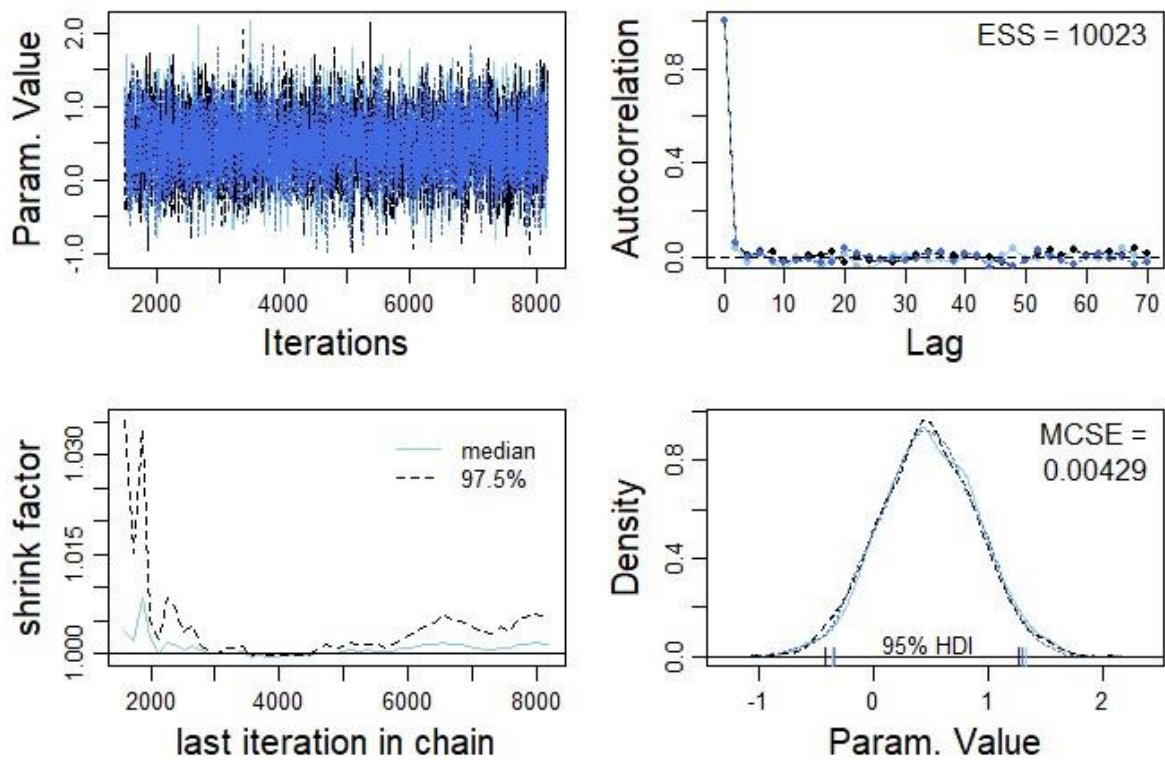 Param. Value
2.0
1.0
0.0
-1.0
2000 4000 6000 8000
Iterations
Autocorrelation
0.8
0.4
0.0
ESS = 10023
0 10 20 30 40 50 60 70
Lag
shrink factor
1.030
1.015
1.000
median
97.5%
2000 4000 6000 8000
last iteration in chain
Density
0.8
0.4
0.0
MCSE =
0.00429
95% HDI
-1 0 1 2
Param. Value